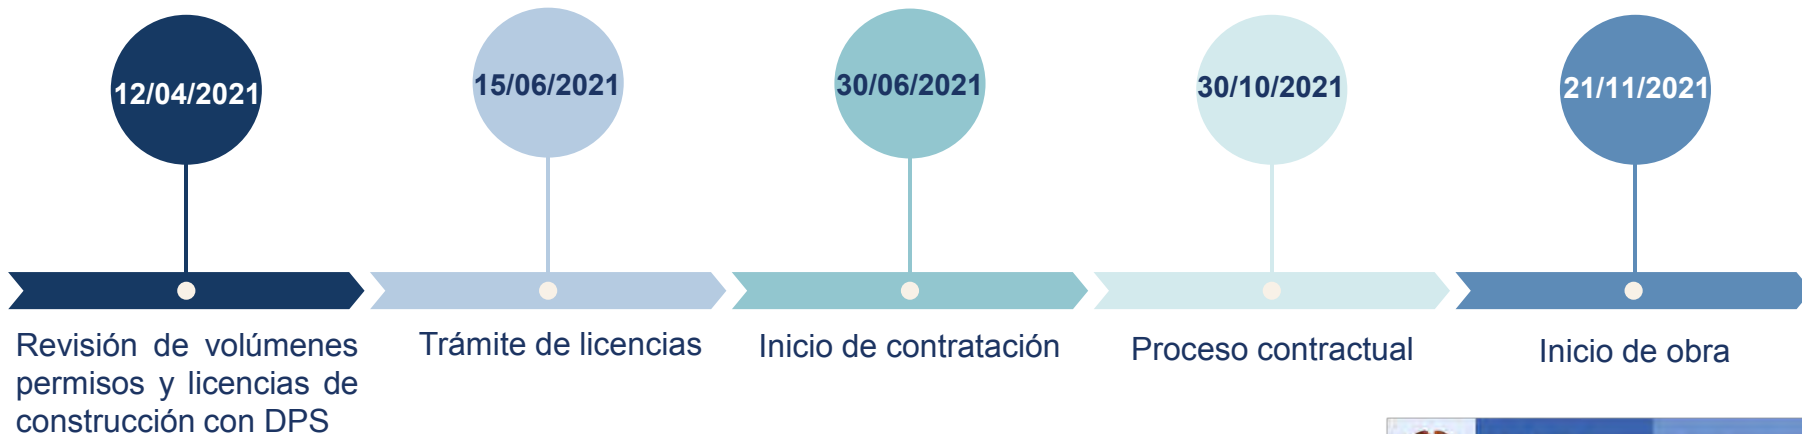 12/04/2021
15/06/2021
30/06/2021
30/10/2021
21/11/2021
Revisión de volúmenes
permisos y licencias de
construcción con DPS
Trámite de licencias
Inicio de contratación
Proceso contractual
Inicio de obra